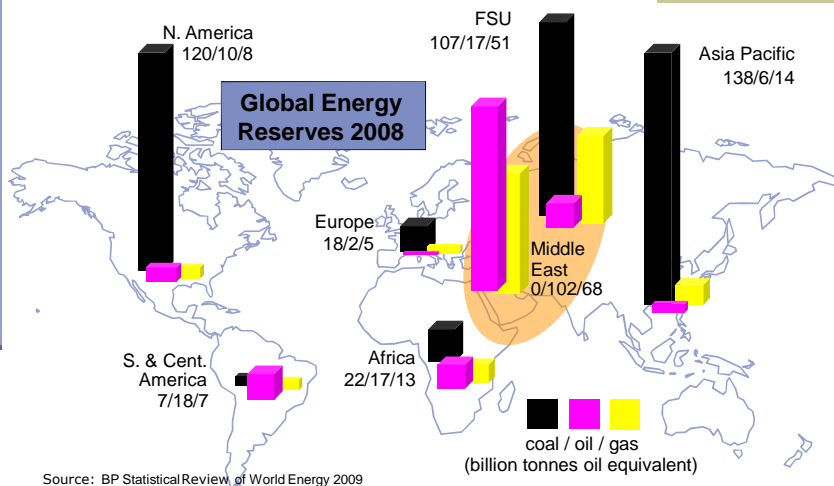 N. America
120/10/8
FSU
107/17/51
Asia Pacific
138/6/14
Global Energy
Reserves 2008
Europe
18/2/5
Middle
East
0/102/68
S. & Cent.
America
7/18/7
Africa
22/17/13
coal / oil / gas
(billion tonnes oil equivalent)
Source: BP Statistical Review of World Energy 2009